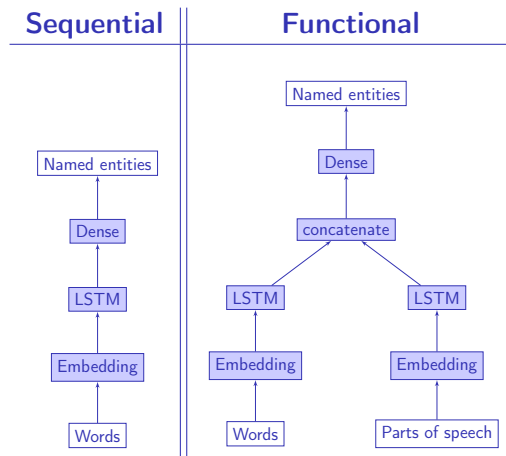 Sequential
Functional
Named entities
Dense
LSTM
Embedding
Words
Named entities
Dense
concatenate
LSTM
LSTM
Embedding
Embedding
Words
Parts of speech